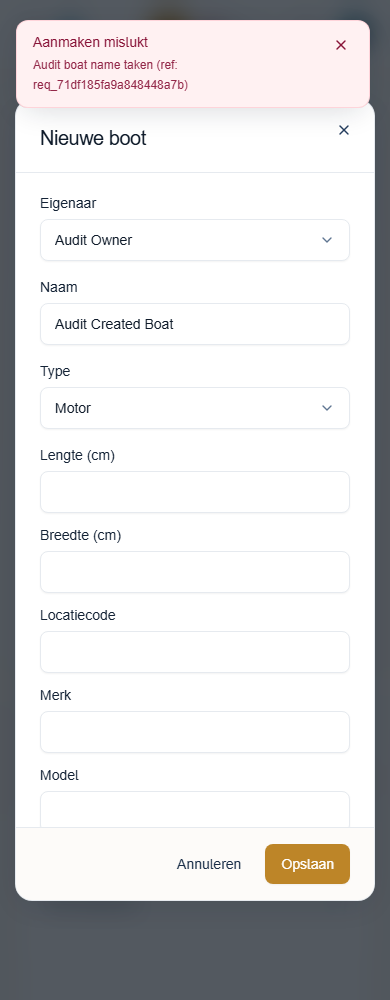 Aanmaken mislukt
Audit boat name taken (ref:
req_71df185fa9a848448a7b)
Nieuwe boot
Eigenaar
Audit Owner
Naam
Audit Created Boat
Type
Motor
Lengte (cm)
Breedte (cm)
Locatiecode
Merk
Model
Annuleren
Opslaan